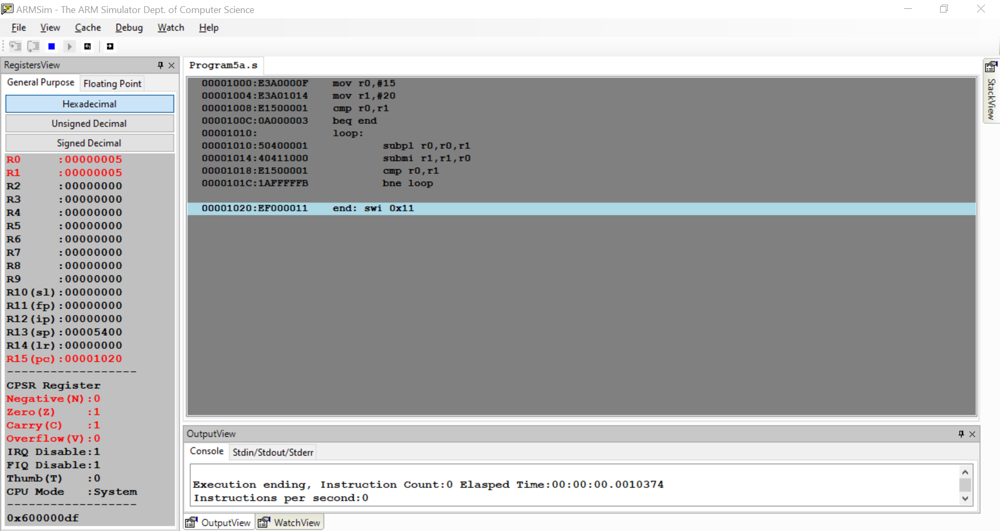 ARMSim - The ARM Simulator Dept. of Computer Science
File View Cache Debug Watch Help
RegistersView
General Purpose Floating Point
Hexadecimal
Unsigned Decimal
Signed Decimal
R0 :00000005
R1 :00000005
R2 :00000000
R3 :00000000
R4 :00000000
R5 :00000000
R6 :00000000
R7 :00000000
R8 :00000000
R9 :00000000
R10(sl):00000000
R11(fp):00000000
R12(ip):00000000
R13(sp):00005400
R14(lr):00000000
R15(pc):00001020
-------------------
CPSR Register
Negative(N):0
Zero(Z) :1
Carry(C) :1
Overflow(V):0
IRQ Disable:1
FIQ Disable:1
Thumb(T) :0
CPU Mode :System
-------------------
0x600000df
Program5a.s
00001000:E3A0000F mov r0,#15
00001004:E3A01014 mov r1,#20
00001008:E1500001 cmp r0,r1
0000100C:0A000003 beq end
00001010: loop:
00001010:50400001 subpl r0,r0,r1
00001014:40411000 submi r1,r1,r0
00001018:E1500001 cmp r0,r1
0000101C:1AFFFFFB bne loop
00001020:EF000011 end: swi 0x11
StackView
OutputView
Console Stdin/Stdout/Stderr
Execution ending, Instruction Count:0 Elasped Time:00:00:00.0010374
Instructions per second:0
OutputView WatchView